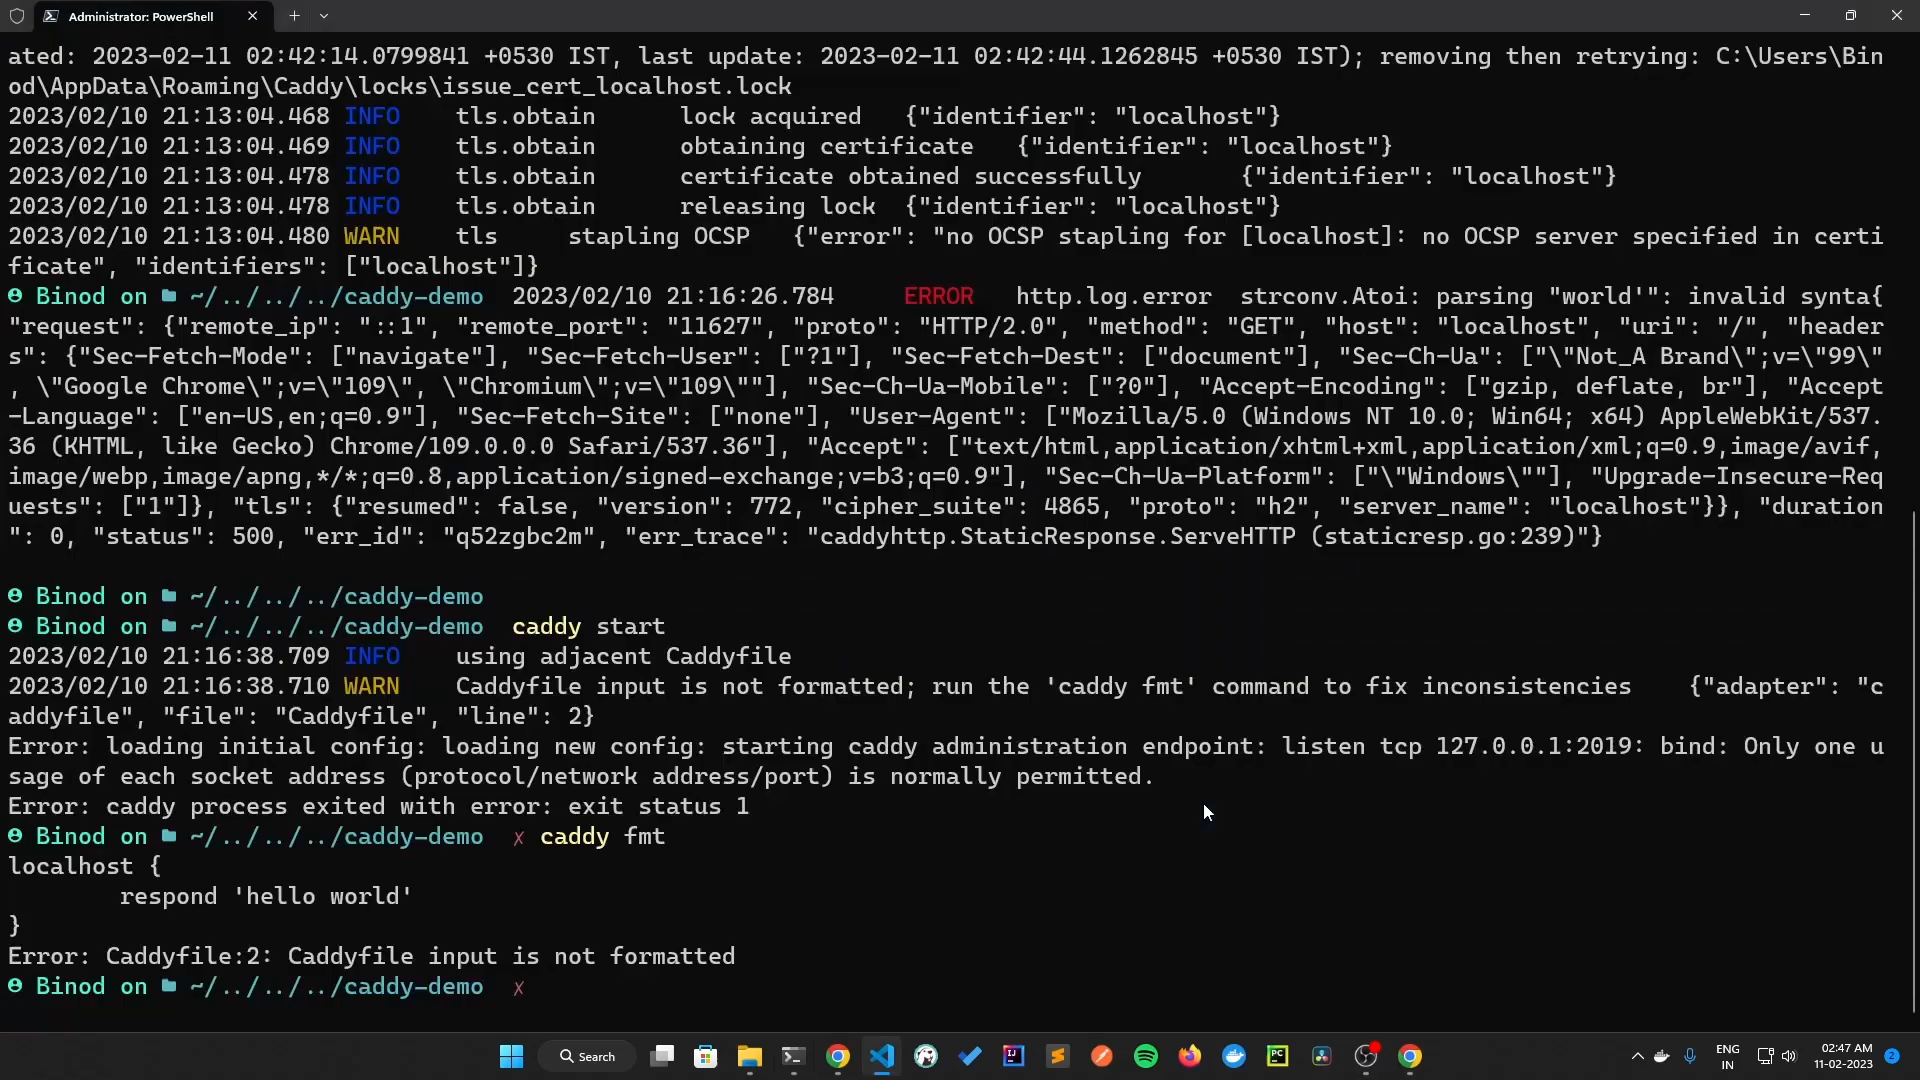 Administrator: PowerShell
ated: 2023-02-11 02:42:14.0799841 +0530 IST, last update: 2023-02-11 02:42:44.1262845 +0530 IST); removing then retrying: C:\Users\Bin
od\AppData\Roaming\Caddy\locks\issue_cert_localhost.lock
2023/02/10 21:13:04.468 INFO    tls.obtain      lock acquired   {"identifier": "localhost"}
2023/02/10 21:13:04.469 INFO    tls.obtain      obtaining certificate   {"identifier": "localhost"}
2023/02/10 21:13:04.478 INFO    tls.obtain      certificate obtained successfully       {"identifier": "localhost"}
2023/02/10 21:13:04.478 INFO    tls.obtain      releasing lock  {"identifier": "localhost"}
2023/02/10 21:13:04.480 WARN    tls     stapling OCSP   {"error": "no OCSP stapling for [localhost]: no OCSP server specified in certi
ficate", "identifiers": ["localhost"]}
Binod on ~/../../../caddy-demo  2023/02/10 21:16:26.784     ERROR   http.log.error  strconv.Atoi: parsing "world'": invalid synta{
"request": {"remote_ip": "::1", "remote_port": "11627", "proto": "HTTP/2.0", "method": "GET", "host": "localhost", "uri": "/", "header
s": {"Sec-Fetch-Mode": ["navigate"], "Sec-Fetch-User": ["?1"], "Sec-Fetch-Dest": ["document"], "Sec-Ch-Ua": ["\"Not_A Brand\";v=\"99\"
, \"Google Chrome\";v=\"109\", \"Chromium\";v=\"109\""], "Sec-Ch-Ua-Mobile": ["?0"], "Accept-Encoding": ["gzip, deflate, br"], "Accept
-Language": ["en-US,en;q=0.9"], "Sec-Fetch-Site": ["none"], "User-Agent": ["Mozilla/5.0 (Windows NT 10.0; Win64; x64) AppleWebKit/537.
36 (KHTML, like Gecko) Chrome/109.0.0.0 Safari/537.36"], "Accept": ["text/html,application/xhtml+xml,application/xml;q=0.9,image/avif,
image/webp,image/apng,*/*;q=0.8,application/signed-exchange;v=b3;q=0.9"], "Sec-Ch-Ua-Platform": ["\"Windows\""], "Upgrade-Insecure-Req
uests": ["1"]}, "tls": {"resumed": false, "version": 772, "cipher_suite": 4865, "proto": "h2", "server_name": "localhost"}}, "duration
": 0, "status": 500, "err_id": "q52zgbc2m", "err_trace": "caddyhttp.StaticResponse.ServeHTTP (staticresp.go:239)"}
Binod on ~/../../../caddy-demo
Binod on ~/../../../caddy-demo  caddy start
2023/02/10 21:16:38.709 INFO    using adjacent Caddyfile
2023/02/10 21:16:38.710 WARN    Caddyfile input is not formatted; run the 'caddy fmt' command to fix inconsistencies    {"adapter": "c
addyfile", "file": "Caddyfile", "line": 2}
Error: loading initial config: loading new config: starting caddy administration endpoint: listen tcp 127.0.0.1:2019: bind: Only one u
sage of each socket address (protocol/network address/port) is normally permitted.
Error: caddy process exited with error: exit status 1
Binod on ~/../../../caddy-demo  ✗ caddy fmt
localhost {
        respond 'hello world'
}
Error: Caddyfile:2: Caddyfile input is not formatted
Binod on ~/../../../caddy-demo  ✗
Search
IJ
PC
ENG
IN
02:47 AM
11-02-2023
2